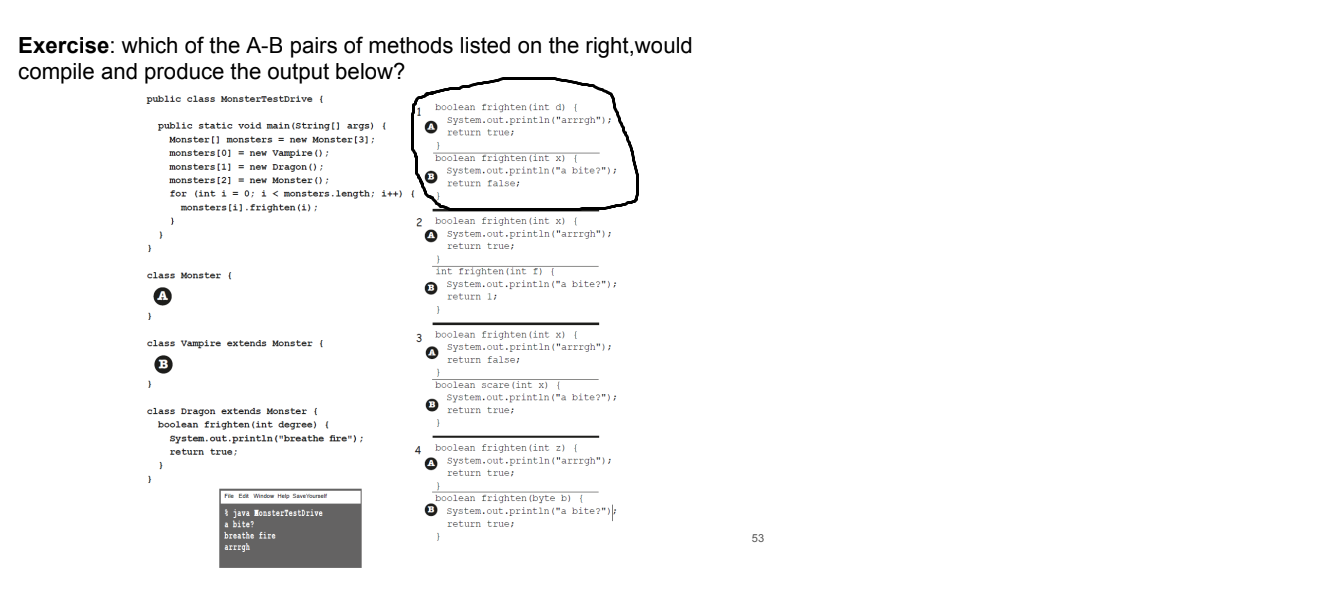 Exercise: which of the A-B pairs of methods listed on the right,would
compile and produce the output below?
public class MonsterTestDrive {
public static void main(String[] args) {
Monster[] monsters = new Monster[3];
monsters[0] = new Vampire();
monsters[1] = new Dragon();
monsters[2] = new Monster();
for (int i = 0; i < monsters.length; i++) {
monsters[i].frighten(i);
}
}
}
class Monster {
A
}
class Vampire extends Monster {
B
}
class Dragon extends Monster {
boolean frighten(int degree) {
System.out.println("breathe fire");
return true;
}
}
File Edit Window Help SaveYourself
% java MonsterTestDrive
a bite?
breathe fire
arrrgh
1
boolean frighten(int d) {
A System.out.println("arrrgh");
return true;
}
boolean frighten(int x) {
B System.out.println("a bite?");
return false;
}
2 boolean frighten(int x) {
A System.out.println("arrrgh");
return true;
}
int frighten(int f) {
B System.out.println("a bite?");
return 1;
}
3 boolean frighten(int x) {
A System.out.println("arrrgh");
return false;
}
boolean scare(int x) {
B System.out.println("a bite?");
return true;
}
4 boolean frighten(int z) {
A System.out.println("arrrgh");
return true;
}
boolean frighten(byte b) {
B System.out.println("a bite?");
return true;
}
53